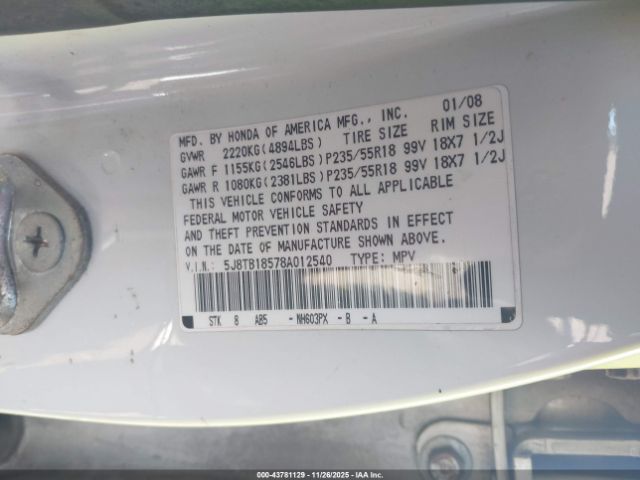 MFD. BY HONDA OF AMERICA MFG., INC. 01/08
GVWR 2220KG(4894LBS) TIRE SIZE RIM SIZE
GAWR F 1155KG(2546LBS)P235/55R18 99V 18X7 1/2J
GAWR R 1080KG(2381LBS)P235/55R18 99V 18X7 1/2J
THIS VEHICLE CONFORMS TO ALL APPLICABLE
FEDERAL MOTOR VEHICLE SAFETY
AND THEFT PREVENTION STANDARDS IN EFFECT
ON THE DATE OF MANUFACTURE SHOWN ABOVE.
V.I.N.: 5J8TB18578A012540 TYPE: MPV
STK 8 AB5 -NH603PX -B -A
000-43781129 - 11/26/2025 - IAA Inc.